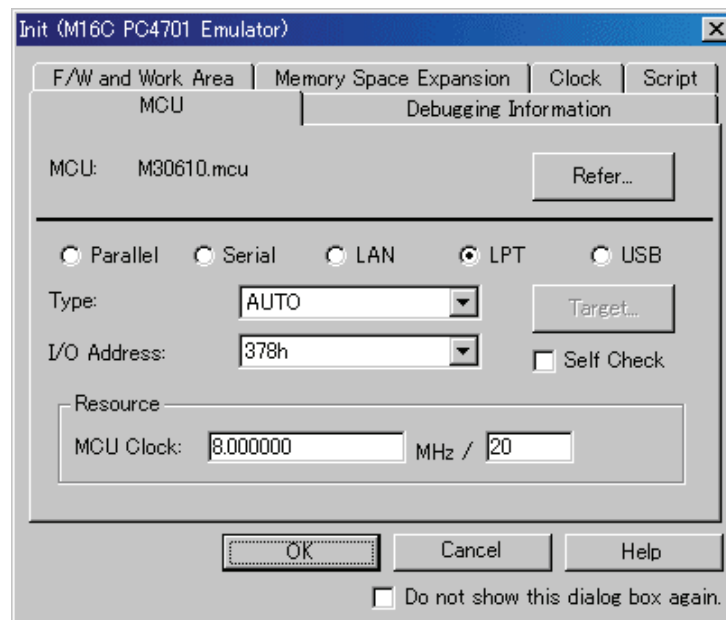 Init (M16C PC4701 Emulator)
F/W and Work Area Memory Space Expansion Clock Script
MCU Debugging Information
MCU: M30610.mcu Refer...
Parallel Serial LAN LPT USB
Type: AUTO Target...
I/O Address: 378h Self Check
Resource
MCU Clock: 8.000000 MHz / 20
OK Cancel Help
Do not show this dialog box again.